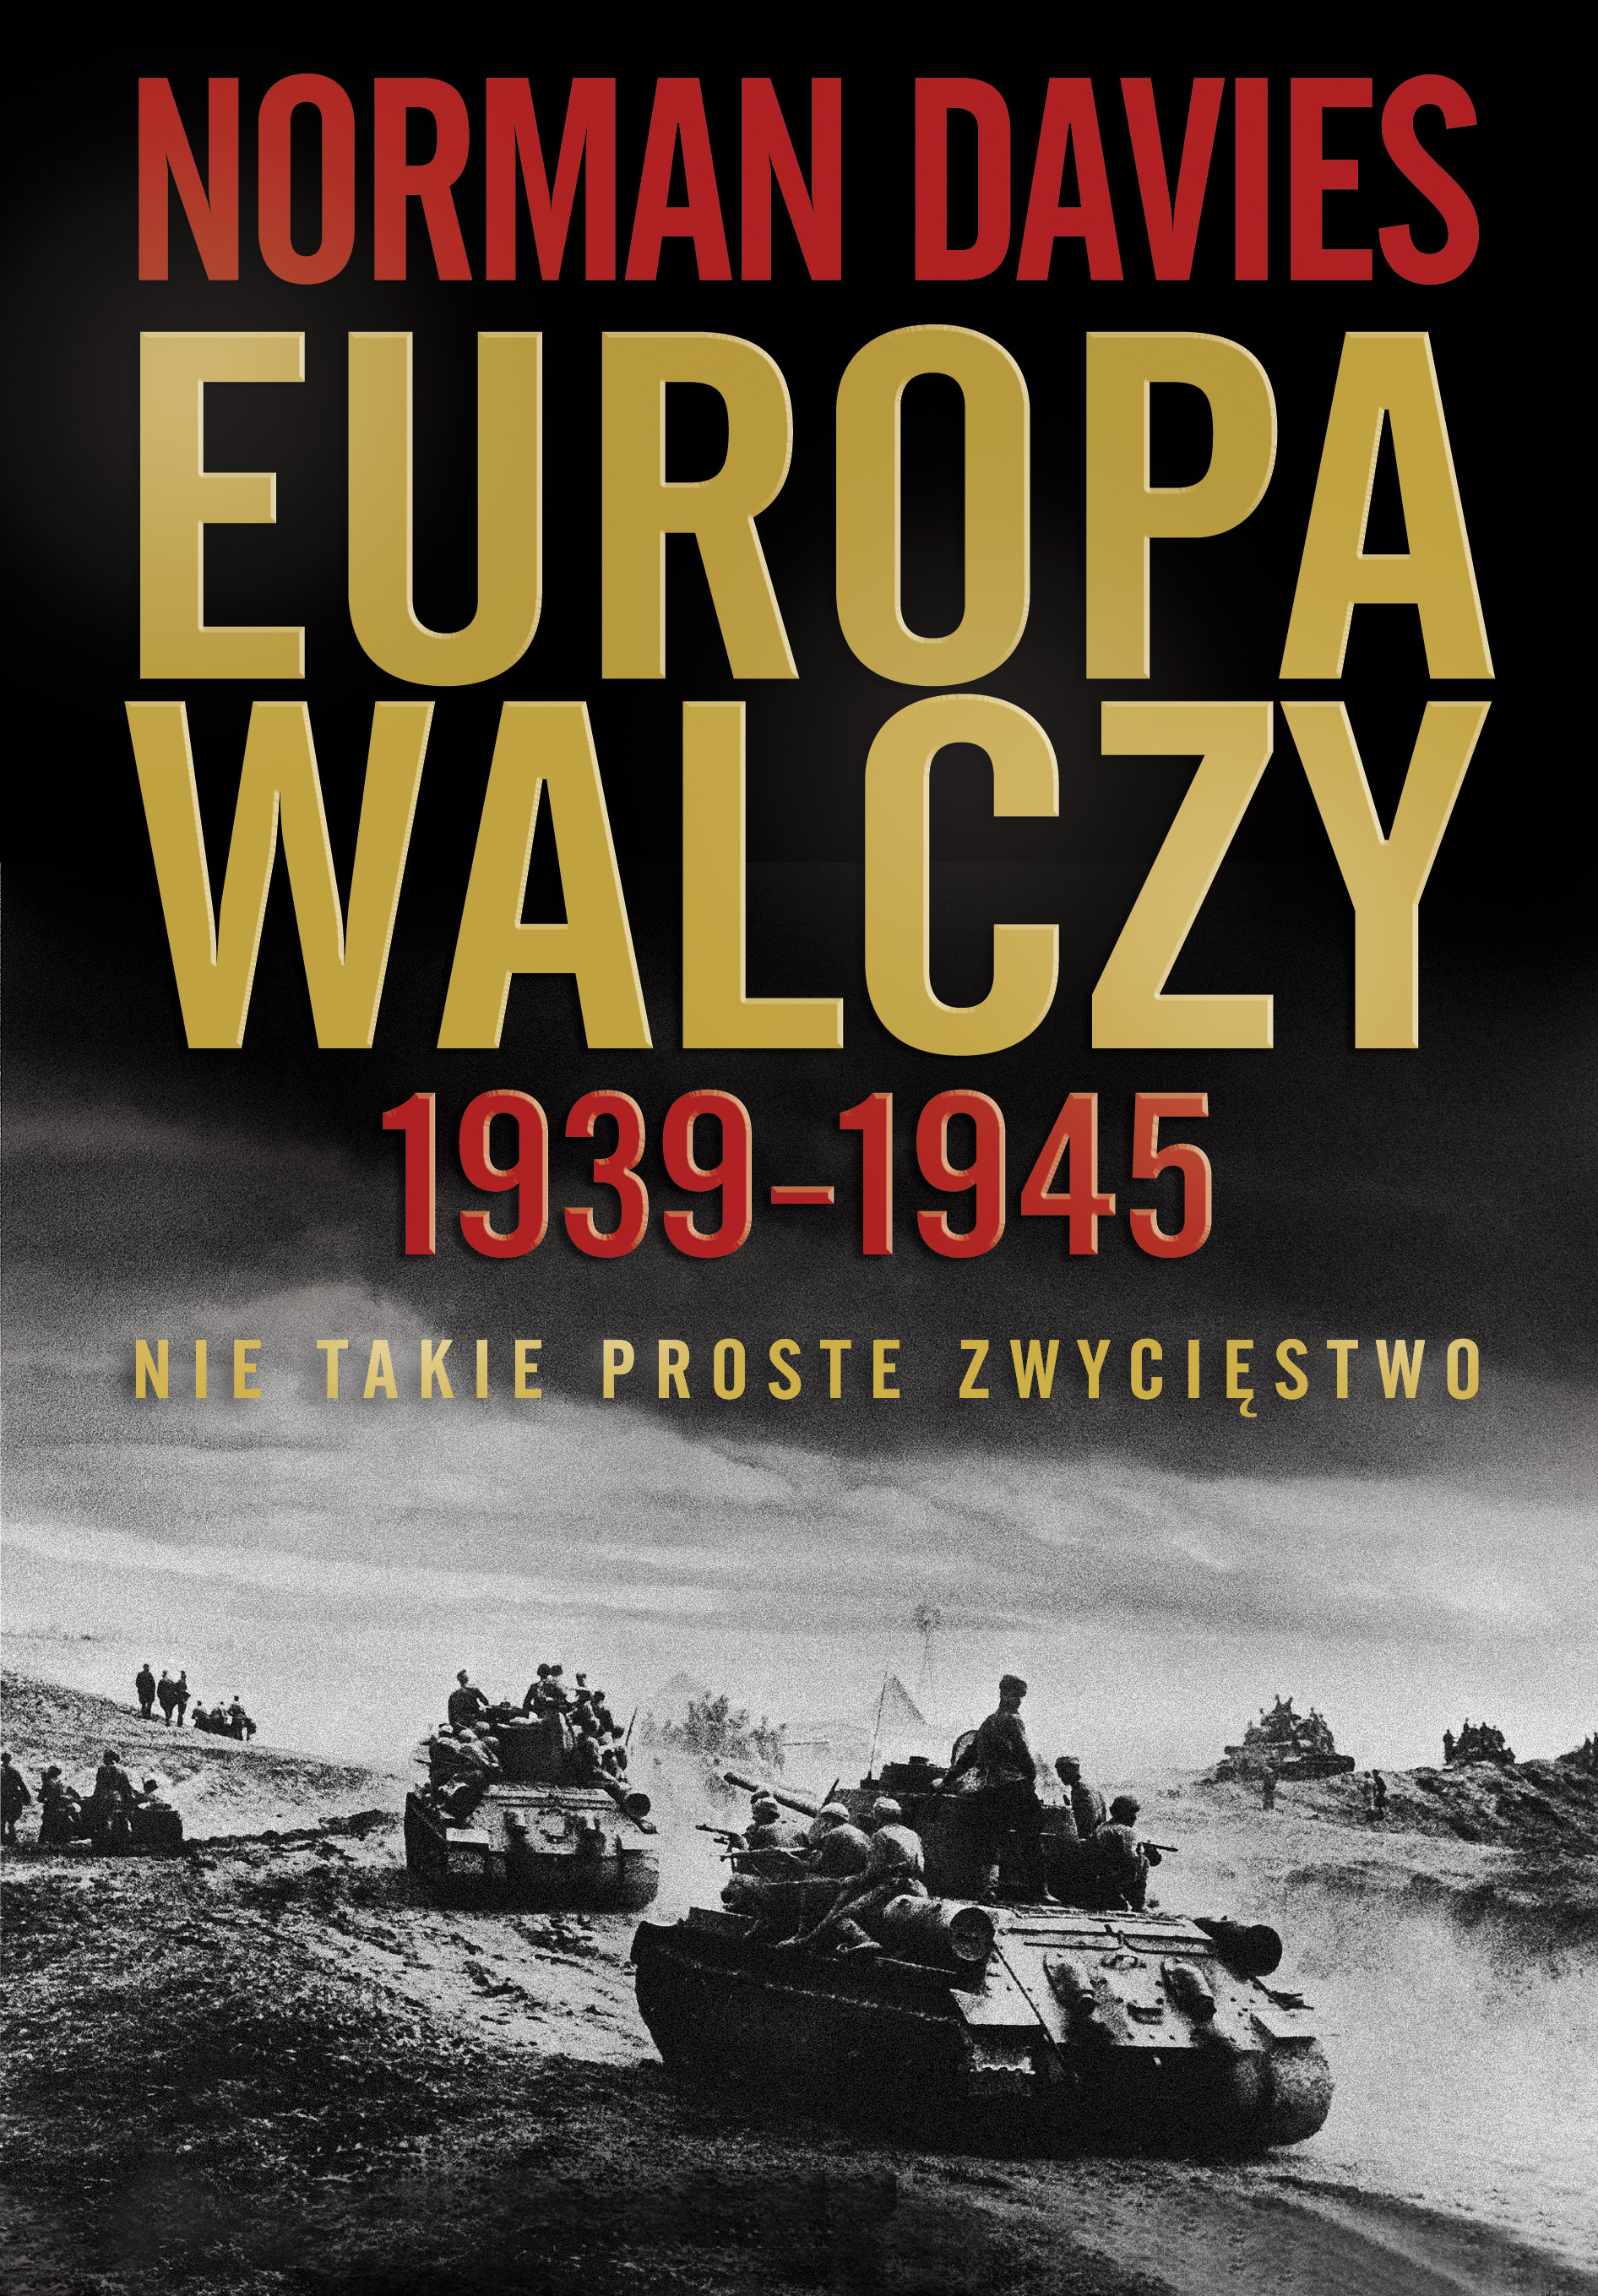 NORMAN DAVIES
EUROPA
WALCZY
1939–1945
NIE TAKIE PROSTE ZWYCIĘSTWO